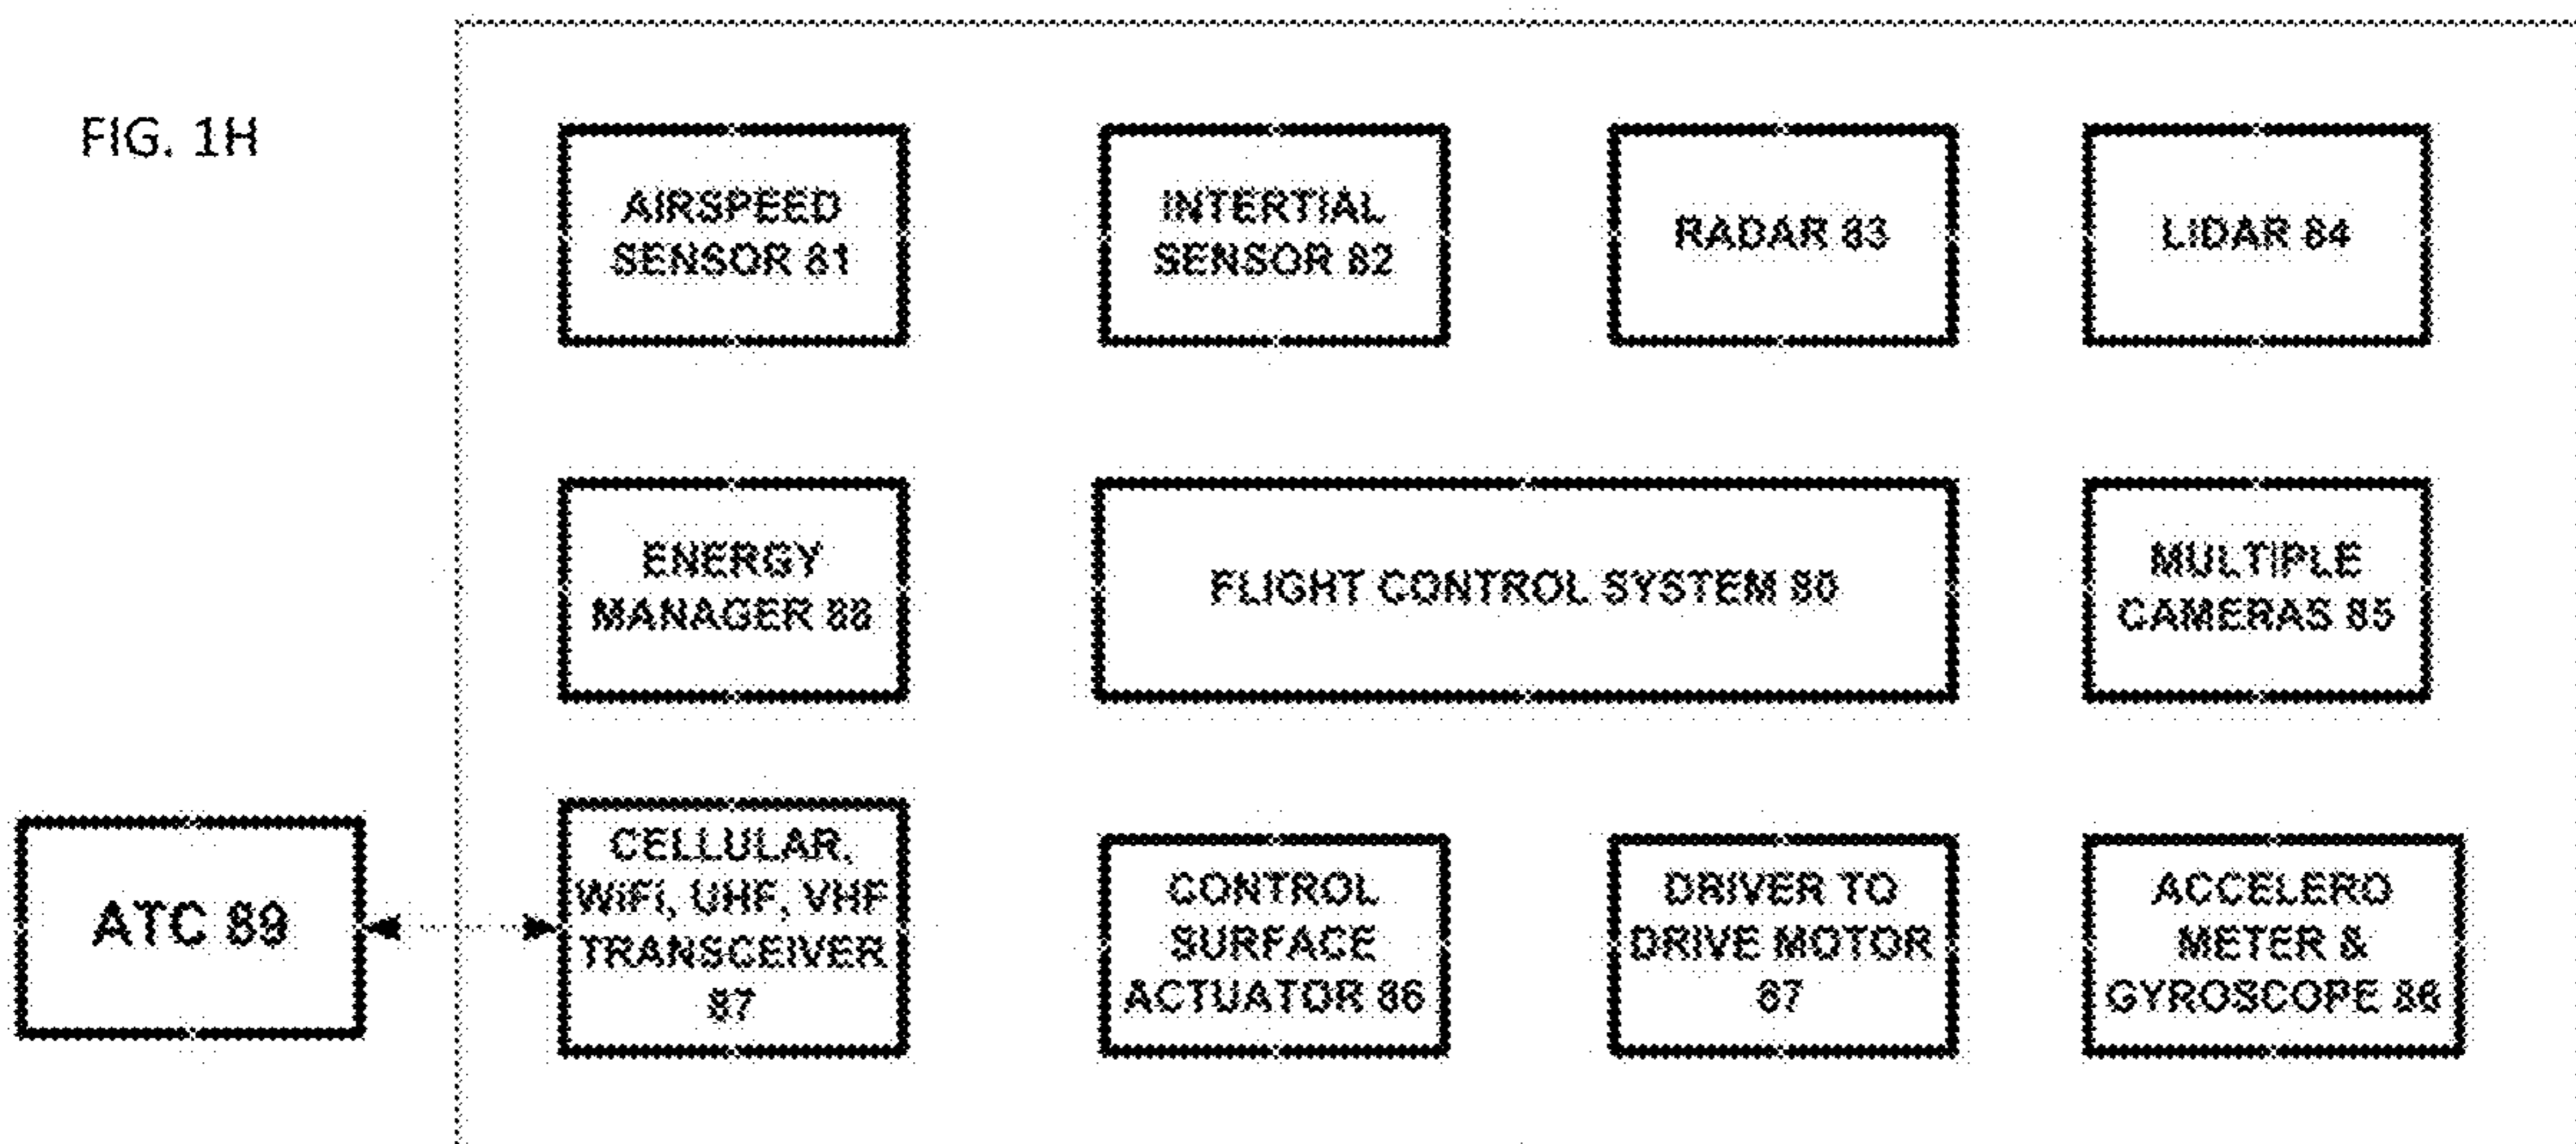 FIG. 1H
AIRSPEED
SENSOR 81
INTERTIAL
SENSOR 82
RADAR 83
LIDAR 84
ENERGY
MANAGER 88
FLIGHT CONTROL SYSTEM 80
MULTIPLE
CAMERAS 85
ATC 89
CELLULAR,
WiFi, UHF, VHF
TRANSCEIVER
87
CONTROL
SURFACE
ACTUATOR 86
DRIVER TO
DRIVE MOTOR
87
ACCELERO
METER &
GYROSCOPE 86